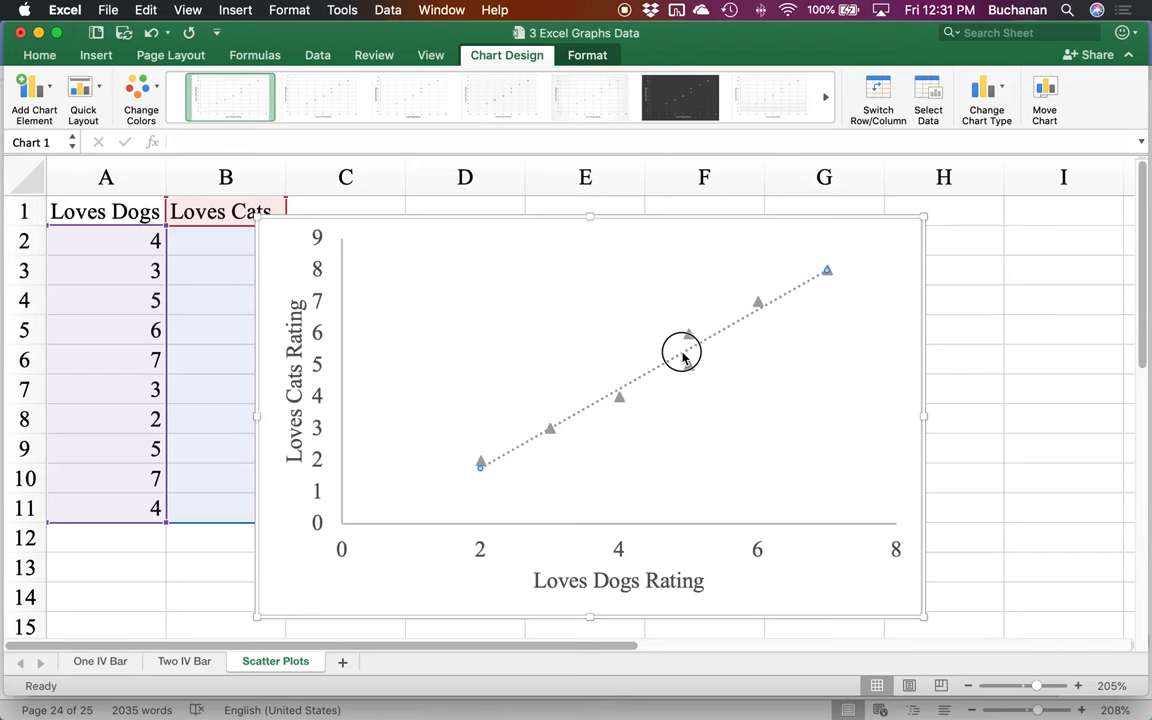 Excel File Edit View Insert Format Tools Data Window Help 100% Fri 12:31 PM Buchanan
3 Excel Graphs Data Search Sheet
Home Insert Page Layout Formulas Data Review View Chart Design Format Share
Add Chart Element Quick Layout Change Colors Switch Row/Column Select Data Change Chart Type Move Chart
Chart 1 fx
A B C D E F G H I
1 Loves Dogs Loves Cats
2 4
3 3
4 5
5 6
6 7
7 3
8 2
9 5
10 7
11 4
12
13
14
15
9
8
7
6
5
4
3
2
1
0
Loves Cats Rating
0 2 4 6 8
Loves Dogs Rating
One IV Bar Two IV Bar Scatter Plots +
Ready 205%
Page 24 of 25 2035 words English (United States) 208%